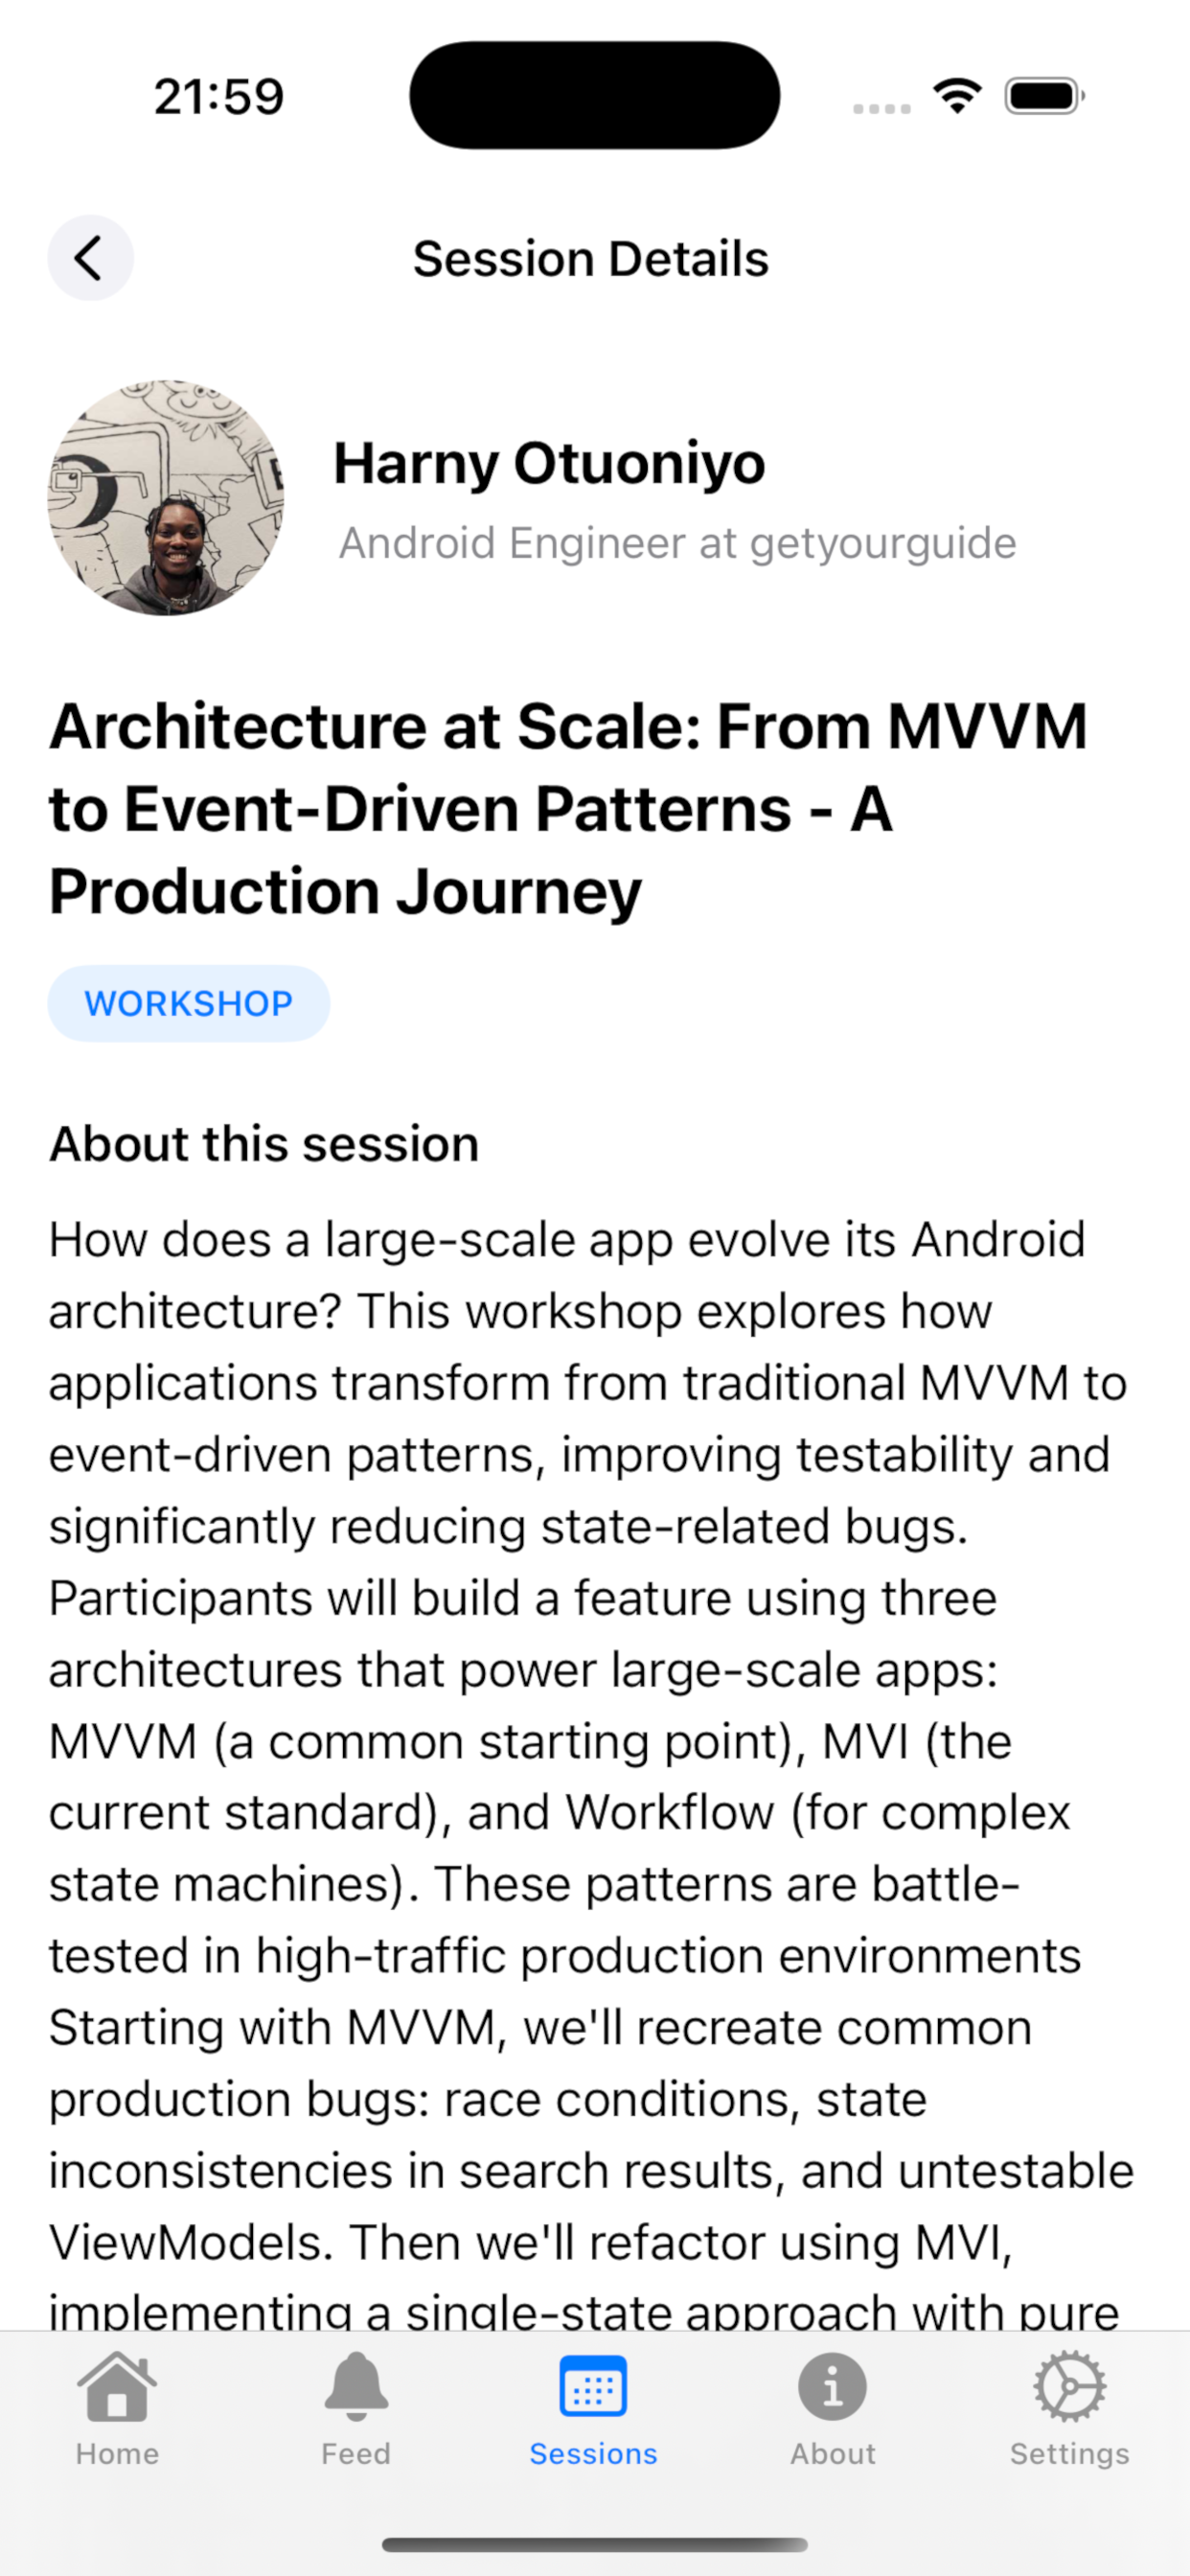 21:59
Session Details
Harny Otuoniyo
Android Engineer at getyourguide
Architecture at Scale: From MVVM
to Event-Driven Patterns - A
Production Journey
WORKSHOP
About this session
How does a large-scale app evolve its Android
architecture? This workshop explores how
applications transform from traditional MVVM to
event-driven patterns, improving testability and
significantly reducing state-related bugs.
Participants will build a feature using three
architectures that power large-scale apps:
MVVM (a common starting point), MVI (the
current standard), and Workflow (for complex
state machines). These patterns are battle-
tested in high-traffic production environments
Starting with MVVM, we'll recreate common
production bugs: race conditions, state
inconsistencies in search results, and untestable
ViewModels. Then we'll refactor using MVI,
implementing a single-state approach with pure
Home
Feed
Sessions
About
Settings